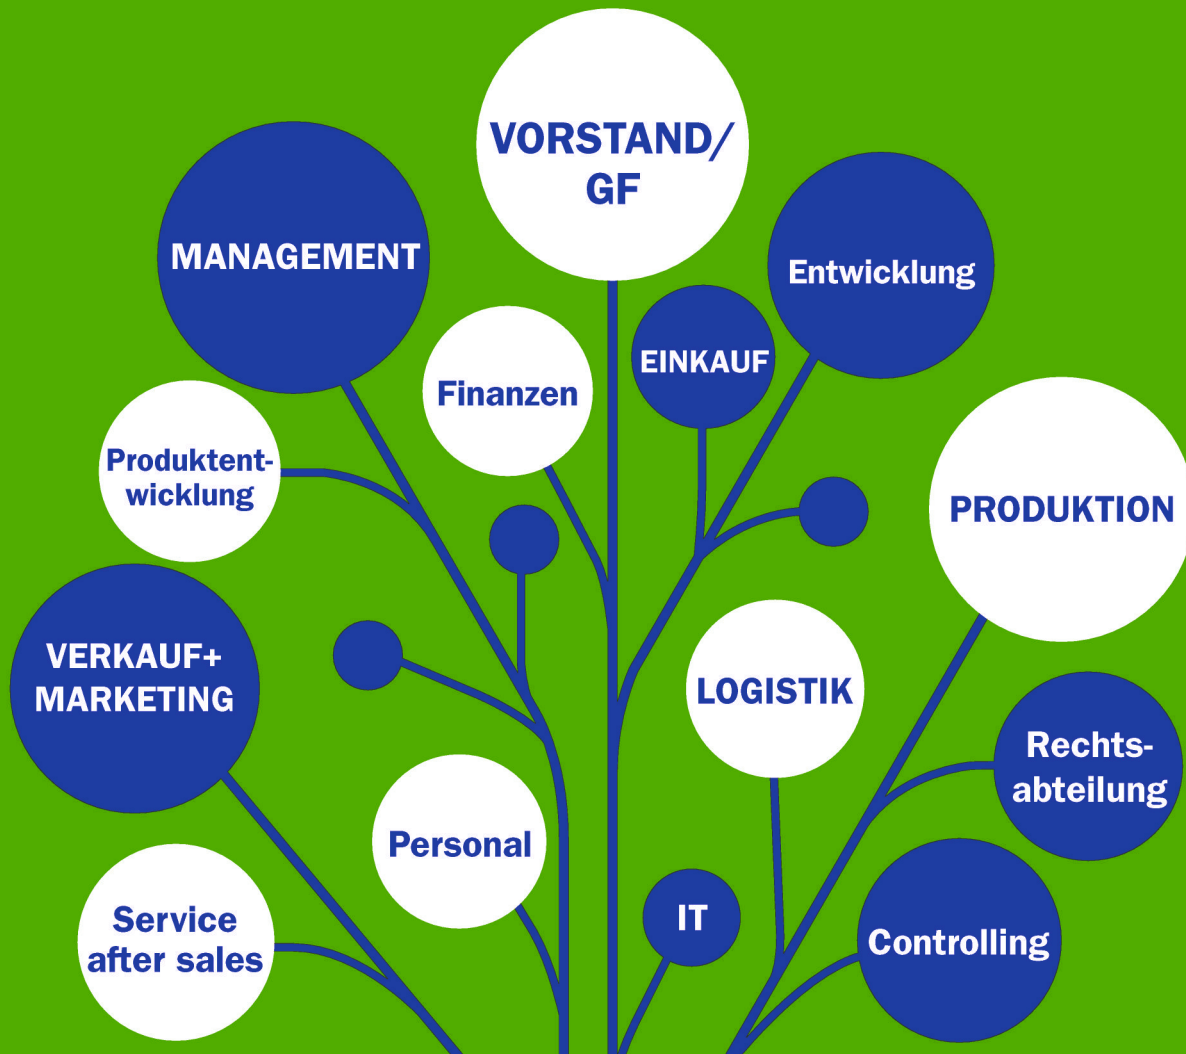 VORSTAND/
GF
MANAGEMENT
Entwicklung
EINKAUF
Finanzen
Produktent-
wicklung
PRODUKTION
VERKAUF+
MARKETING
LOGISTIK
Rechts-
abteilung
Personal
IT
Service
after sales
Controlling